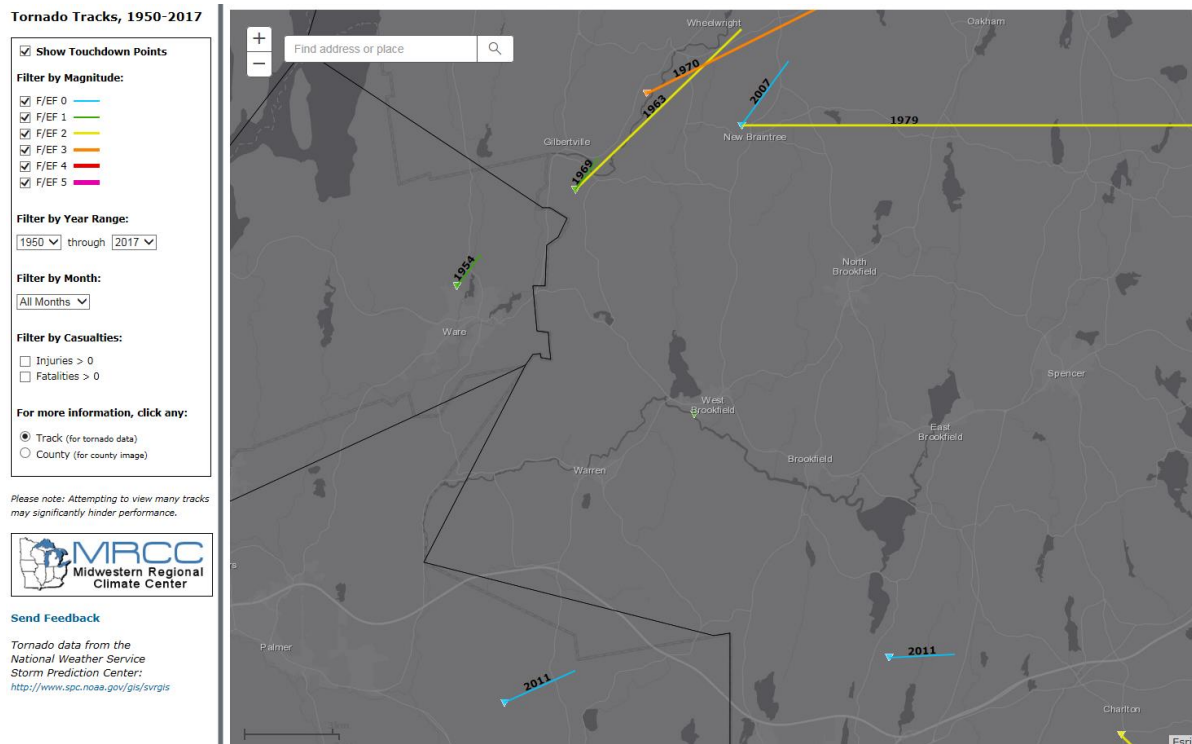 Tornado Tracks, 1950-2017
Show Touchdown Points
Filter by Magnitude:
F/EF 0
F/EF 1
F/EF 2
F/EF 3
F/EF 4
F/EF 5
Filter by Year Range:
1950 through 2017
Filter by Month:
All Months
Filter by Casualties:
Injuries > 0
Fatalities > 0
For more information, click any:
Track (for tornado data)
County (for county image)
Please note: Attempting to view many tracks
may significantly hinder performance.
MRCC
Midwestern Regional
Climate Center
Send Feedback
Tornado data from the
National Weather Service
Storm Prediction Center:
http://www.spc.noaa.gov/gis/svrgis
+
−
Find address or place
Wheelwright
Oakham
1970
2007
1963
1979
New Braintree
Gilbertville
1969
1954
North
Brookfield
Ware
Spencer
West
Brookfield
East
Brookfield
Brookfield
Warren
Palmer
2011
2011
Charlton